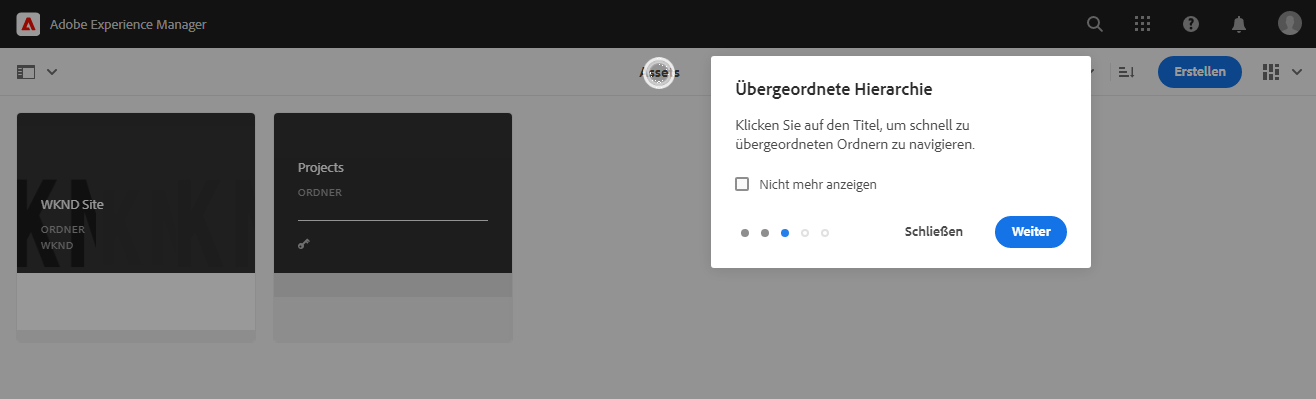 Adobe Experience Manager
Assets
Erstellen
Übergeordnete Hierarchie
Klicken Sie auf den Titel, um schnell zu
übergeordneten Ordnern zu navigieren.
Nicht mehr anzeigen
Schließen
Weiter
WKND Site
ORDNER
WKND
Projects
ORDNER